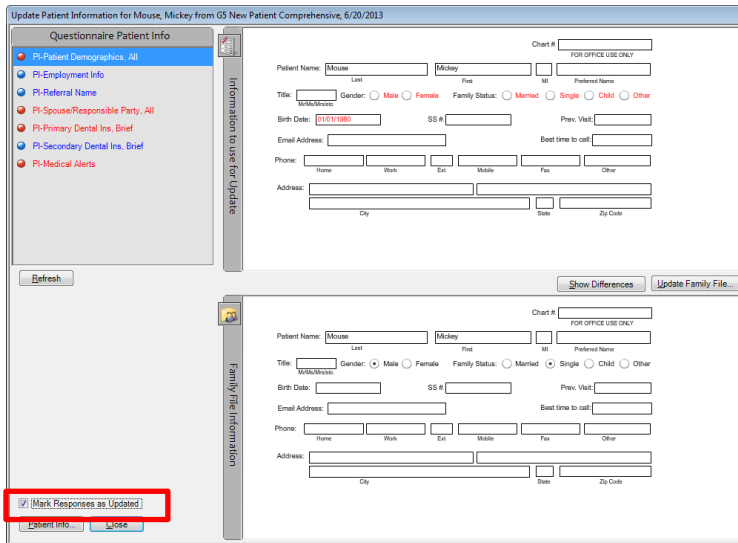 Update Patient Information for Mouse, Mickey from G5 New Patient Comprehensive, 6/20/2013
Questionnaire Patient Info
PI-Patient Demographics, All
PI-Employment Info
PI-Referral Name
PI-Spouse/Responsible Party, All
PI-Primary Dental Ins, Brief
PI-Secondary Dental Ins, Brief
PI-Medical Alerts
Refresh
Information to use for Update
Chart #:
FOR OFFICE USE ONLY
Patient Name: Mouse Mickey
Last First MI Preferred Name
Title: Gender: Male Female Family Status: Married Single Child Other
Mr/Ms/Mrs/etc
Birth Date: 01/01/1980 SS #: Prev. Visit:
Email Address: Best time to call:
Phone:
Home Work Ext Mobile Fax Other
Address:
City State Zip Code
Show Differences Update Family File...
Family File Information
Chart #:
FOR OFFICE USE ONLY
Patient Name: Mouse Mickey
Last First MI Preferred Name
Title: Gender: Male Female Family Status: Married Single Child Other
Mr/Ms/Mrs/etc
Birth Date: SS #: Prev. Visit:
Email Address: Best time to call:
Phone:
Home Work Ext Mobile Fax Other
Address:
City State Zip Code
Mark Responses as Updated
Patient Info... Close